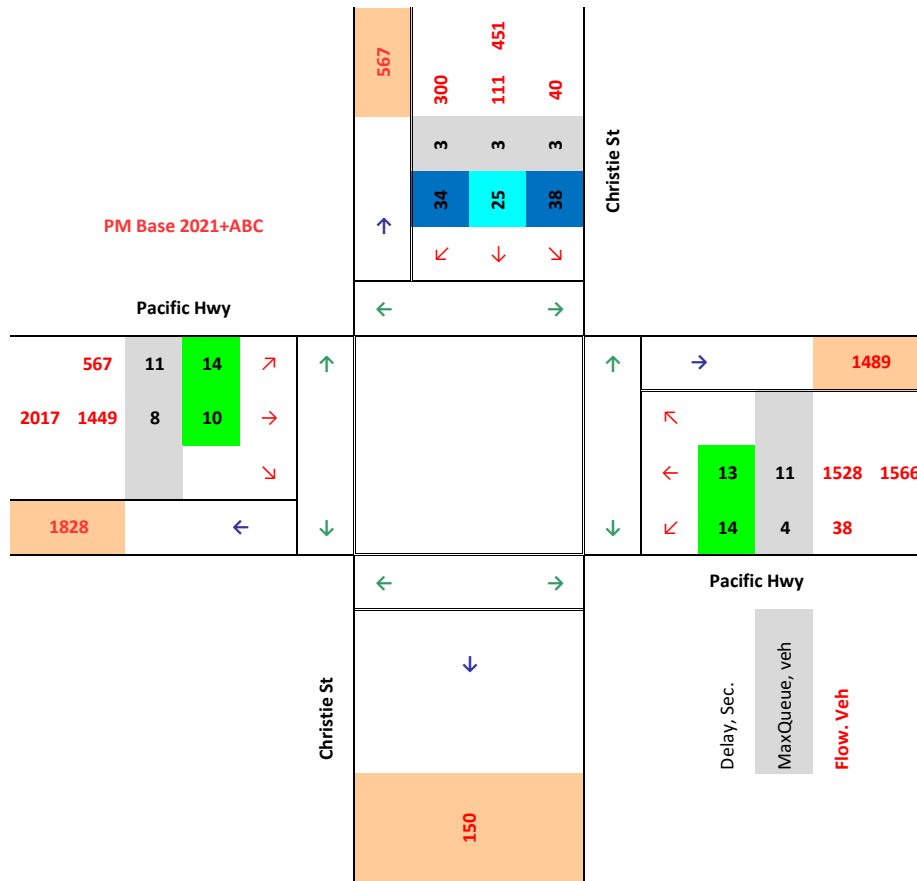 567
451
300 111 40
3 3 3
34 25 38
Christie St
PM Base 2021+ABC
↑
↙ ↓ ↘
Pacific Hwy
← →
567 11 14 ↗ ↑ ↑ → 1489
2017 1449 8 10 → ↖
↘ ← 13 11 1528 1566
1828 ← ↓ ↓ ↙ 14 4 38
← →
Pacific Hwy
↓
Christie St
Delay, Sec.
MaxQueue, veh
Flow. Veh
150